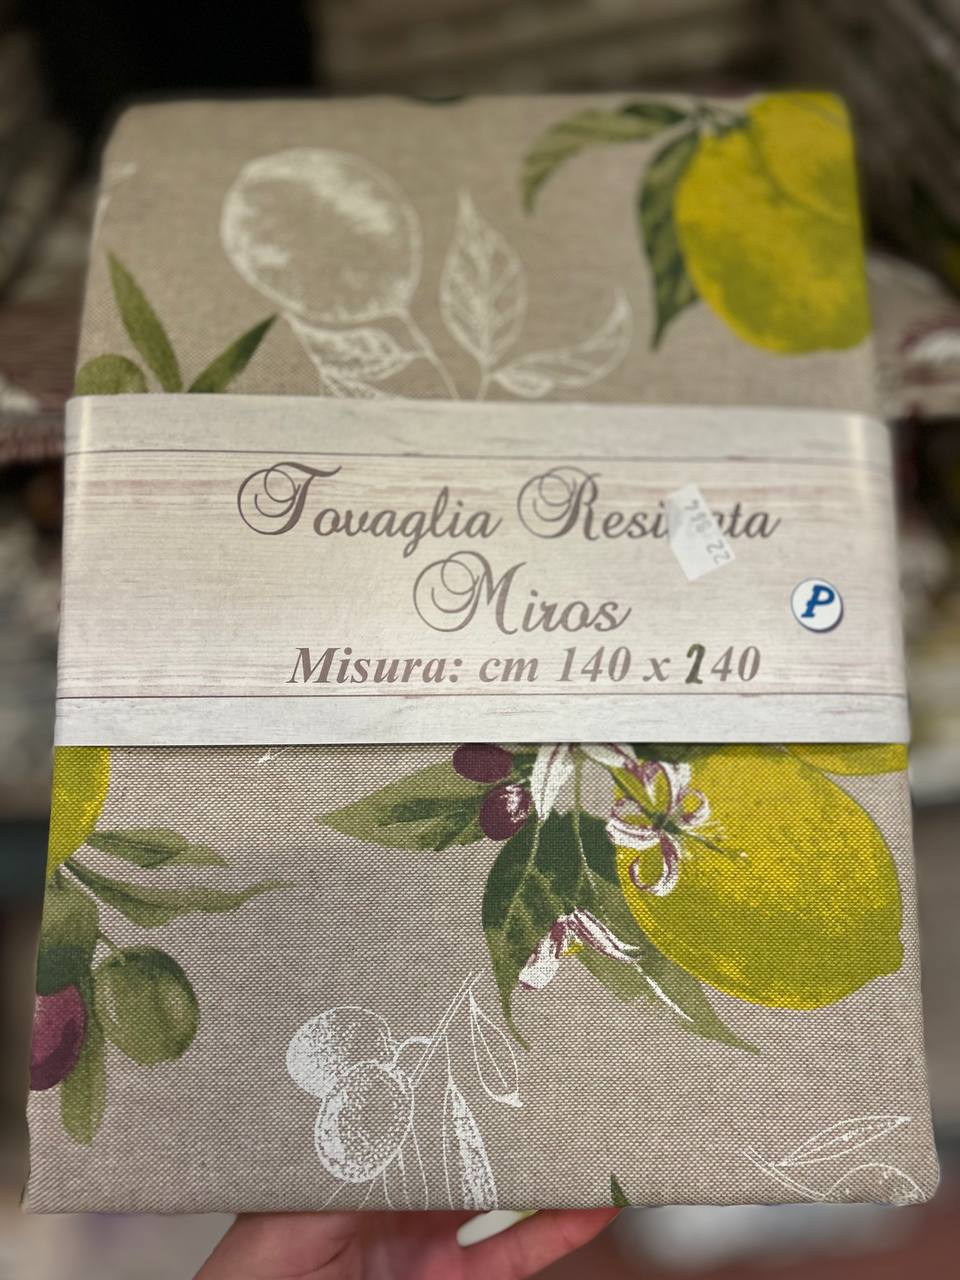 Tovaglia Resinata
Miros
P
Misura: cm 140 x 240